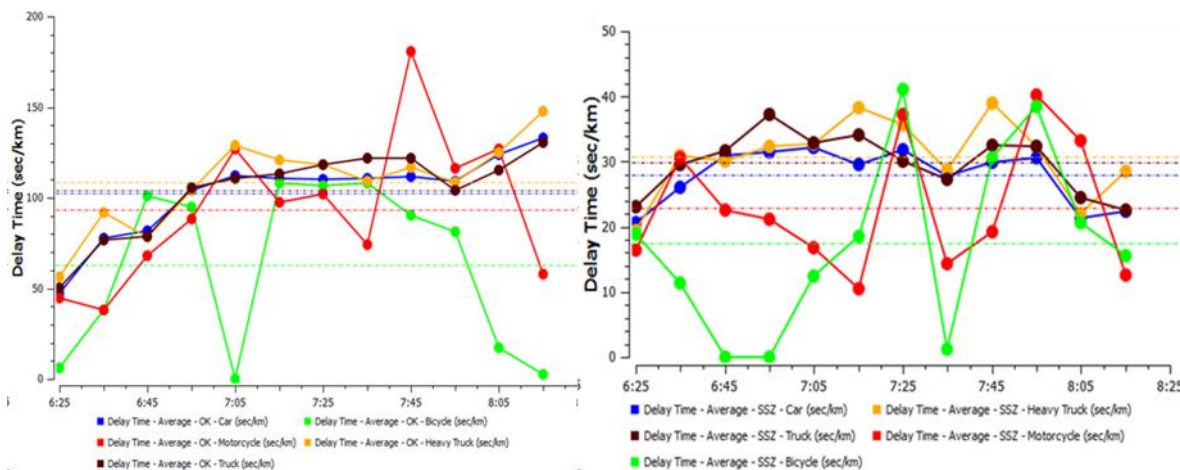 Delay Time (sec/km)
200
150
100
50
0
6:25 6:45 7:05 7:25 7:45 8:05
Delay Time - Average - OK - Car (sec/km) Delay Time - Average - OK - Bicycle (sec/km)
Delay Time - Average - OK - Motorcycle (sec/km) Delay Time - Average - OK - Heavy Truck (sec/km)
Delay Time - Average - OK - Truck (sec/km)
Delay Time (sec/km)
50
40
30
20
10
0
6:25 6:45 7:05 7:25 7:45 8:05 8:25
Delay Time - Average - SSZ - Car (sec/km) Delay Time - Average - SSZ - Heavy Truck (sec/km)
Delay Time - Average - SSZ - Truck (sec/km) Delay Time - Average - SSZ - Motorcycle (sec/km)
Delay Time - Average - SSZ - Bicycle (sec/km)